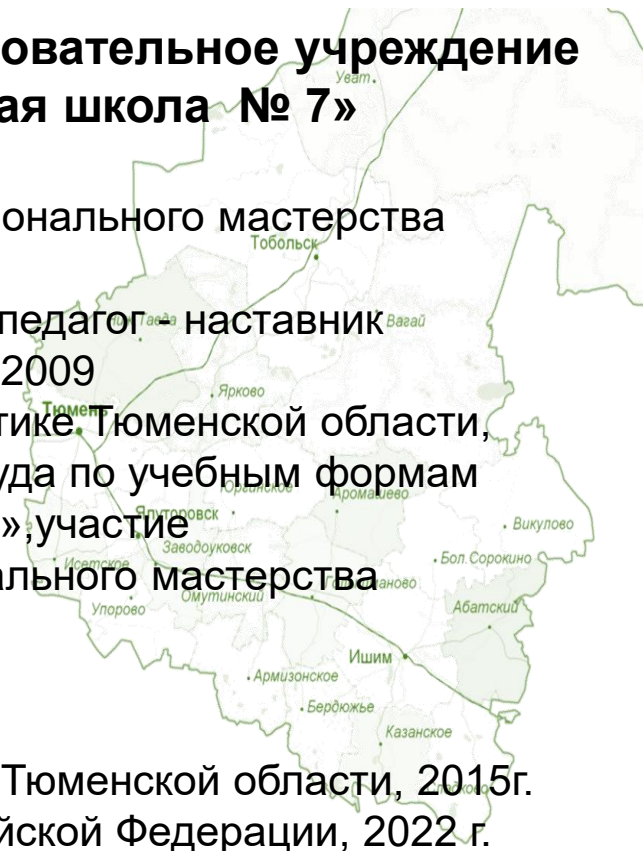 овательное учреждение
Уват
ая школа № 7»
онального мастерства
Тобольск
педагог - наставник
Вагай
2009
Ярково
Тюмень
тике Тюменской области,
уда по учебным формам
Аромашево
Ялуторовск
Викулово
»,участие
Заводоуковск
Бол.Сорокино
Исетское
ального мастерства
Омутинский
Упорово
Абатский
Ишим
Армизонское
Бердюжье
Казанское
Тюменской области, 2015г.
йской Федерации, 2022 г.